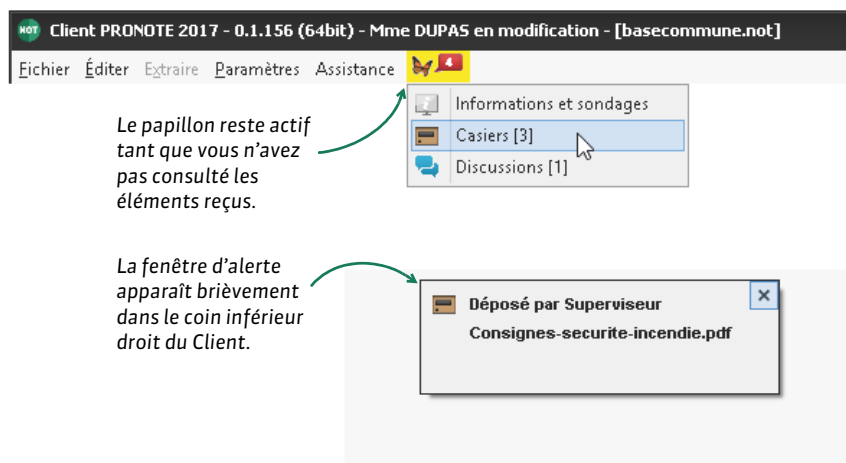 NOT Client PRONOTE 2017 - 0.1.156 (64bit) - Mme DUPAS en modification - [basecommune.not]
Fichier Éditer Extraire Paramètres Assistance 4
Informations et sondages
Casiers [3]
Discussions [1]
Le papillon reste actif
tant que vous n'avez
pas consulté les
éléments reçus.
La fenêtre d'alerte
apparaît brièvement
dans le coin inférieur
droit du Client.
Déposé par Superviseur
Consignes-securite-incendie.pdf